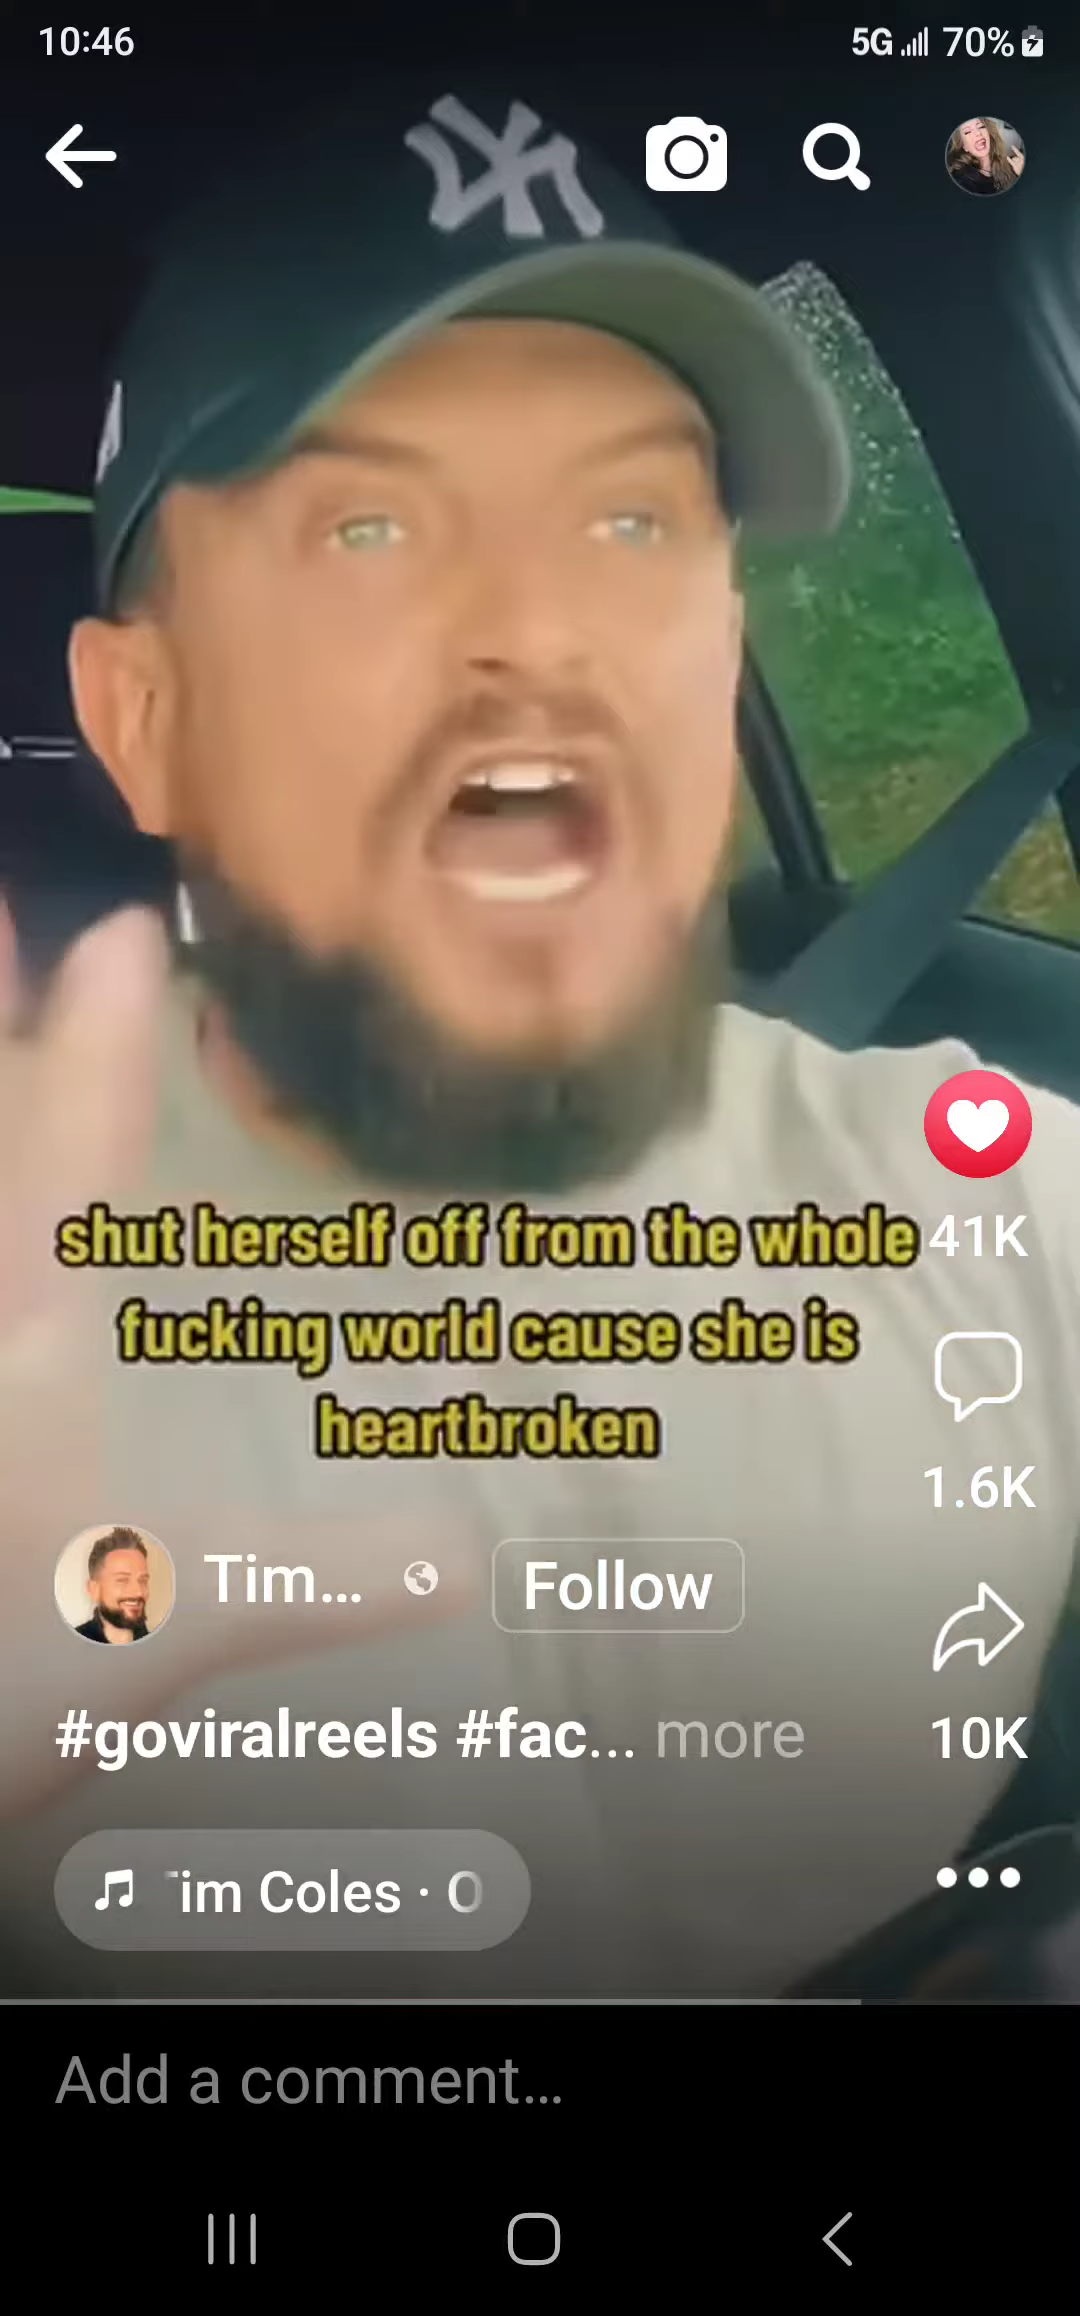 10:46
5G 70%
NY
shut herself off from the whole
fucking world cause she is
heartbroken
41K
1.6K
Tim...
Follow
#goviralreels #fac... more
10K
im Coles · O
Add a comment...